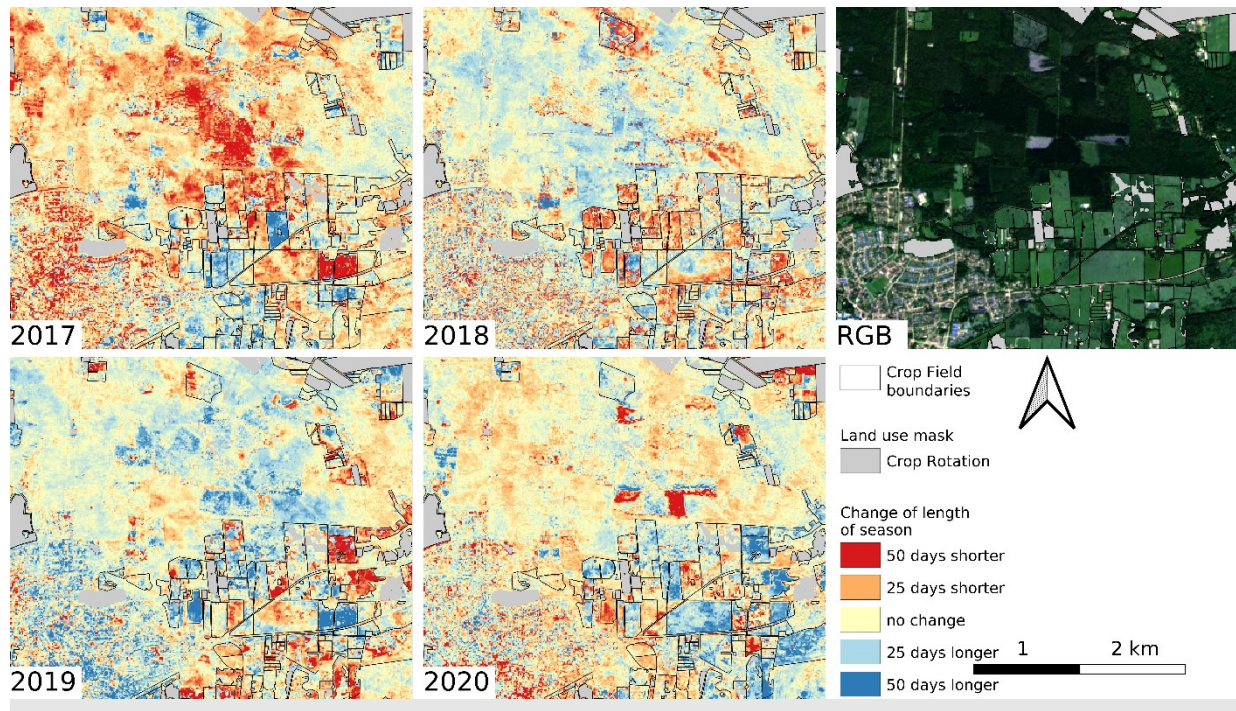 2017
2018
RGB
2019
2020
Crop Field
boundaries
Land use mask
Crop Rotation
Change of length
of season
50 days shorter
25 days shorter
no change
25 days longer
50 days longer
1
2 km